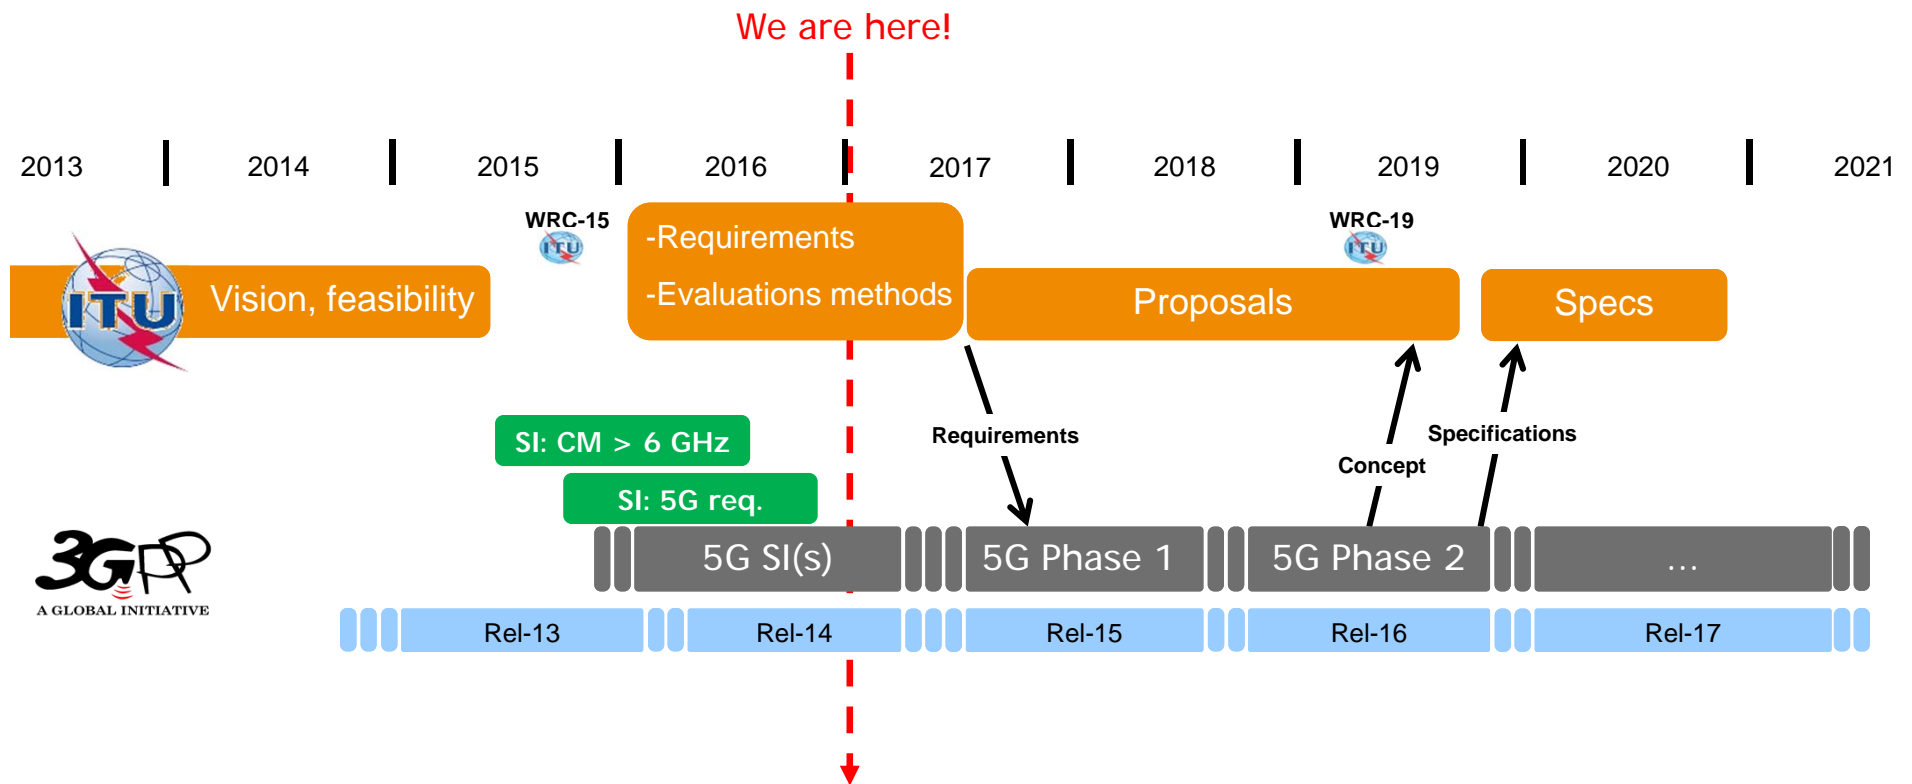 We are here!
2013 2014 2015 2016 2017 2018 2019 2020 2021
WRC-15
ITU
WRC-19
ITU
ITU
Vision, feasibility
-Requirements
-Evaluations methods
Proposals
Specs
SI: CM > 6 GHz
SI: 5G req.
Requirements
Concept
Specifications
3GPP
A GLOBAL INITIATIVE
5G SI(s)
5G Phase 1
5G Phase 2
...
Rel-13
Rel-14
Rel-15
Rel-16
Rel-17